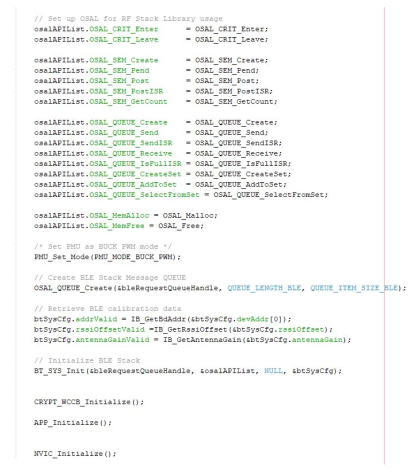 // Set up OSAL for RF Stack Library usage
osalAPIList.OSAL_CRIT_Enter = OSAL_CRIT_Enter;
osalAPIList.OSAL_CRIT_Leave = OSAL_CRIT_Leave;
osalAPIList.OSAL_SEM_Create = OSAL_SEM_Create;
osalAPIList.OSAL_SEM_Pend = OSAL_SEM_Pend;
osalAPIList.OSAL_SEM_Post = OSAL_SEM_Post;
osalAPIList.OSAL_SEM_PostISR = OSAL_SEM_PostISR;
osalAPIList.OSAL_SEM_GetCount = OSAL_SEM_GetCount;
osalAPIList.OSAL_QUEUE_Create = OSAL_QUEUE_Create;
osalAPIList.OSAL_QUEUE_Send = OSAL_QUEUE_Send;
osalAPIList.OSAL_QUEUE_SendISR = OSAL_QUEUE_SendISR;
osalAPIList.OSAL_QUEUE_Receive = OSAL_QUEUE_Receive;
osalAPIList.OSAL_QUEUE_IsFullISR = OSAL_QUEUE_IsFullISR;
osalAPIList.OSAL_QUEUE_CreateSet = OSAL_QUEUE_CreateSet;
osalAPIList.OSAL_QUEUE_AddToSet = OSAL_QUEUE_AddToSet;
osalAPIList.OSAL_QUEUE_SelectFromSet = OSAL_QUEUE_SelectFromSet;
osalAPIList.OSAL_MemAlloc = OSAL_Malloc;
osalAPIList.OSAL_MemFree = OSAL_Free;
/* Set PMU as BUCK PWM mode */
PMU_Set_Mode(PMU_MODE_BUCK_PWM);
// Create BLE Stack Message QUEUE
OSAL_QUEUE_Create(&bleRequestQueueHandle, QUEUE_LENGTH_BLE, QUEUE_ITEM_SIZE_BLE);
// Retrieve BLE calibration data
btSysCfg.addrValid = IB_GetBdAddr(&btSysCfg.devAddr[0]);
btSysCfg.rssiOffsetValid =IB_GetRssiOffset(&btSysCfg.rssiOffset);
btSysCfg.antennaGainValid = IB_GetAntennaGain(&btSysCfg.antennaGain);
// Initialize BLE Stack
BT_SYS_Init(&bleRequestQueueHandle, &osalAPIList, NULL, &btSysCfg);
CRYPT_WCCB_Initialize();
APP_Initialize();
NVIC_Initialize();